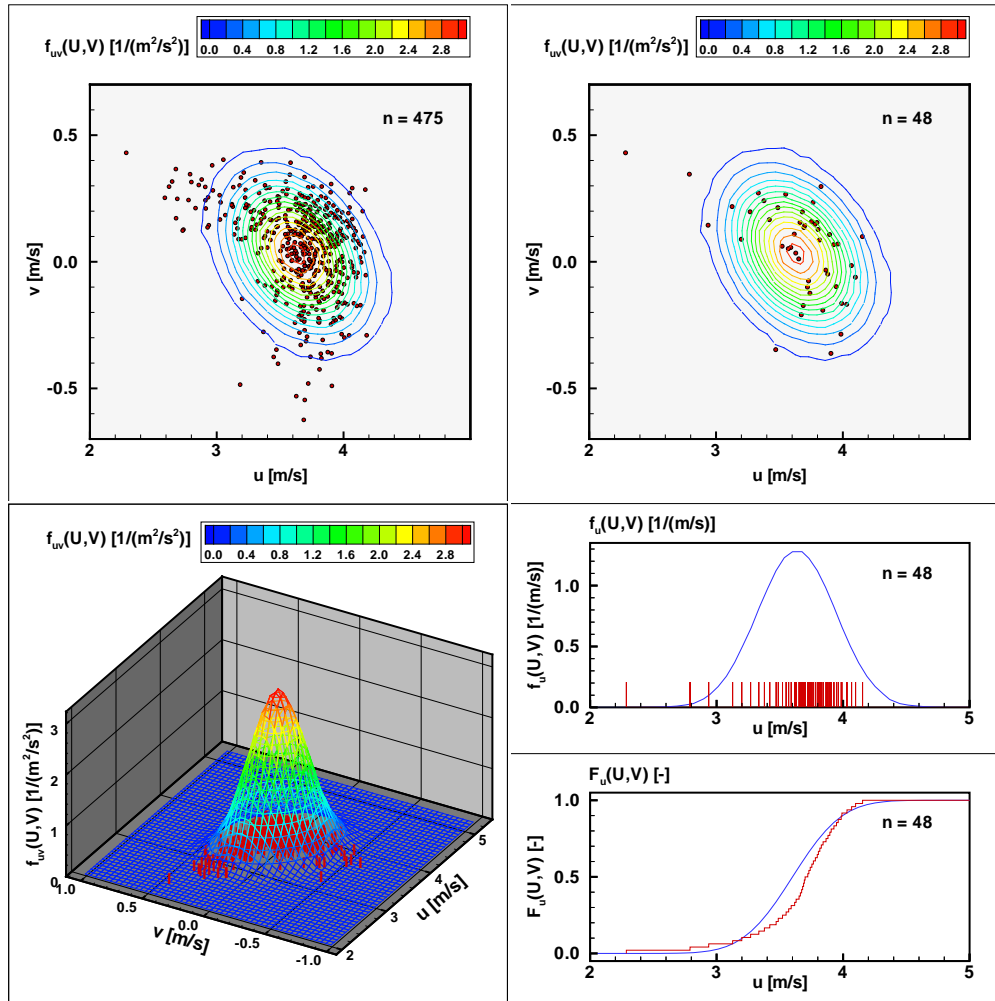 f_uv(U,V) [1/(m²/s²)]
0.0 0.4 0.8 1.2 1.6 2.0 2.4 2.8
n = 475
0.5
0.0
-0.5
v [m/s]
2 3 4
u [m/s]
f_uv(U,V) [1/(m²/s²)]
0.0 0.4 0.8 1.2 1.6 2.0 2.4 2.8
n = 48
0.5
0.0
-0.5
v [m/s]
2 3 4
u [m/s]
f_uv(U,V) [1/(m²/s²)]
0.0 0.4 0.8 1.2 1.6 2.0 2.4 2.8
f_uv(U,V) [1/(m²/s²)]
3
2
1
0
1.0 0.5 0.0 -0.5 -1.0
v [m/s]
2 3 4 5
u [m/s]
f_u(U,V) [1/(m/s)]
n = 48
f_u(U,V) [1/(m/s)]
1.0
0.5
0.0
2 3 4 5
u [m/s]
F_u(U,V) [-]
n = 48
F_u(U,V) [-]
1.0
0.5
0.0
2 3 4 5
u [m/s]